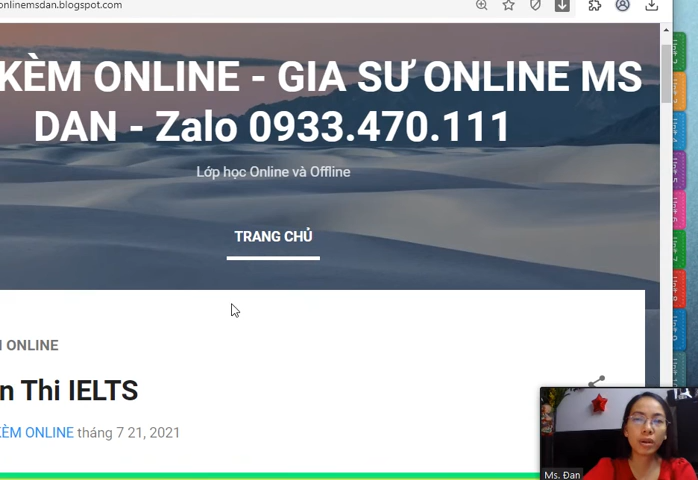 onlinemsdan.blogspot.com
KÈM ONLINE - GIA SƯ ONLINE MS
DAN - Zalo 0933.470.111
Lớp học Online và Offline
TRANG CHỦ
ONLINE
n Thi IELTS
KÈM ONLINE tháng 7 21, 2021
Ms. Đan